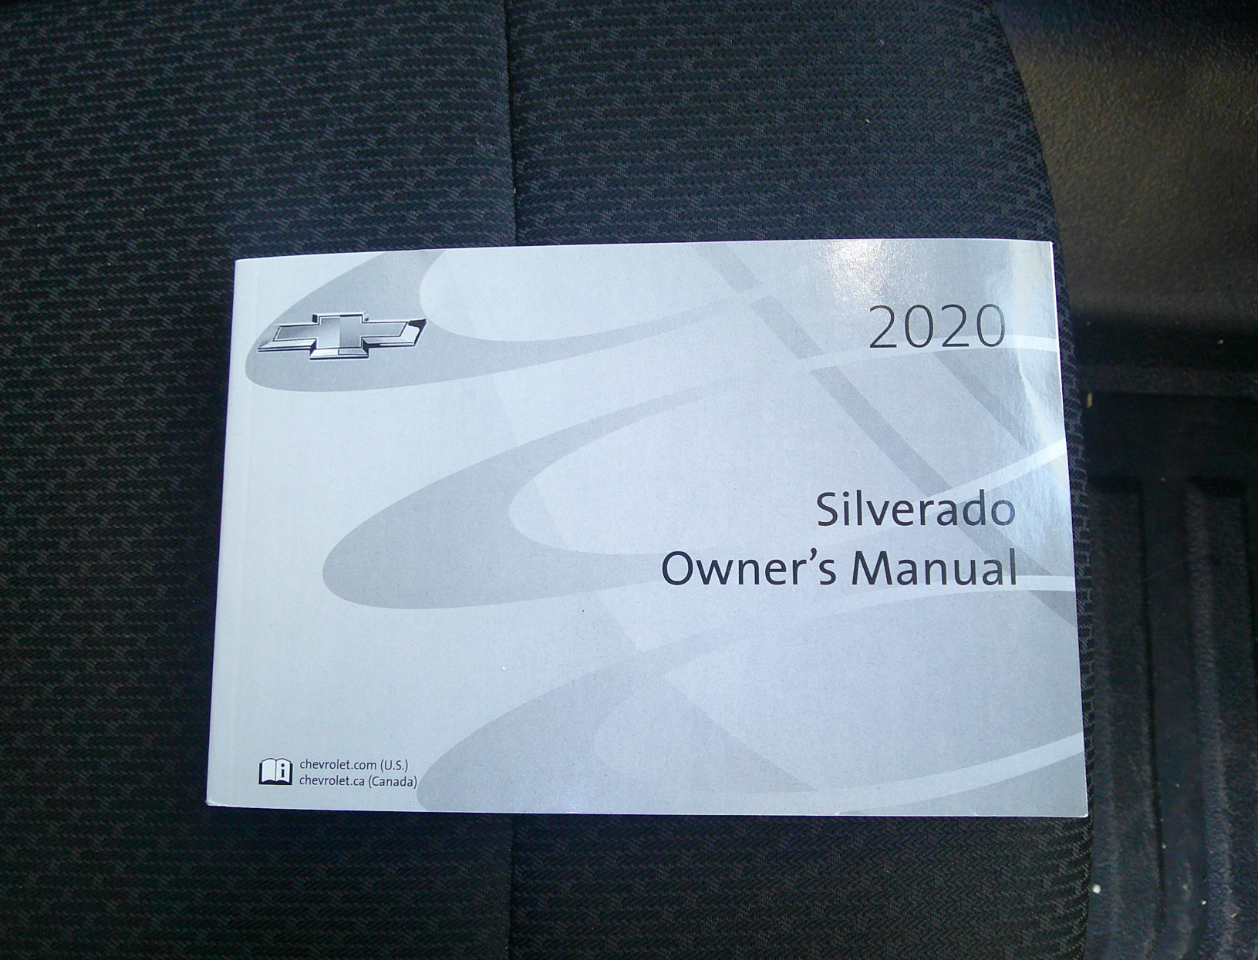 2020
Silverado
Owner's Manual
i
chevrolet.com (U.S.)
chevrolet.ca (Canada)